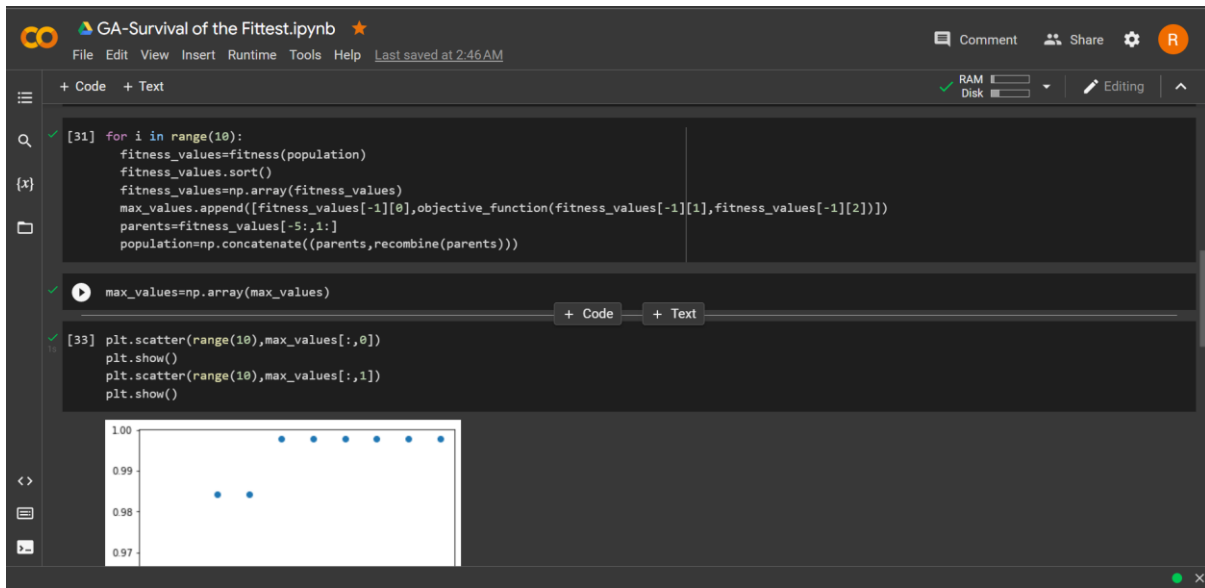 GA-Survival of the Fittest.ipynb
File Edit View Insert Runtime Tools Help Last saved at 2:46 AM
Comment Share R
+ Code + Text
RAM
Disk
Editing
{x}
[31] for i in range(10):
fitness_values=fitness(population)
fitness_values.sort()
fitness_values=np.array(fitness_values)
max_values.append([fitness_values[-1][0],objective_function(fitness_values[-1][1],fitness_values[-1][2])])
parents=fitness_values[-5:,1:]
population=np.concatenate((parents,recombine(parents)))
max_values=np.array(max_values)
+ Code + Text
[33] plt.scatter(range(10),max_values[:,0])
1s
plt.show()
plt.scatter(range(10),max_values[:,1])
plt.show()
1.00
0.99
0.98
0.97